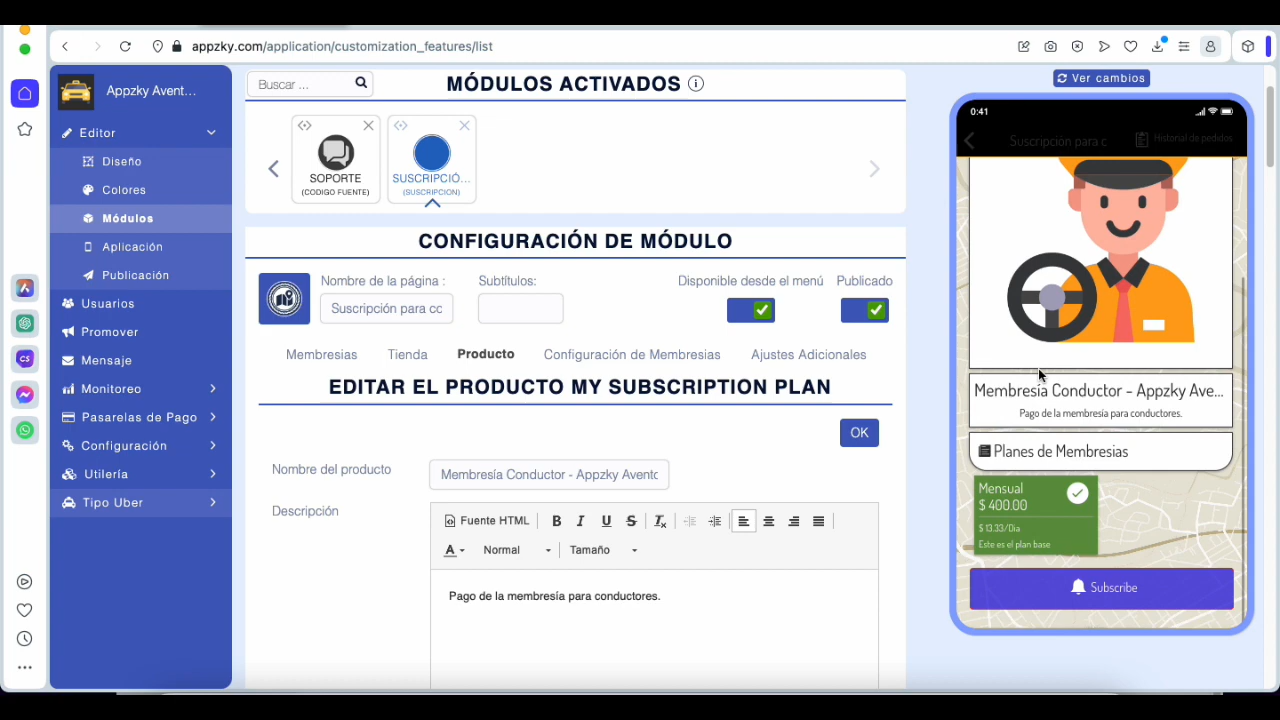 appzky.com/application/customization_features/list
Appzky Avent...
Editor
Diseño
Colores
Módulos
Aplicación
Publicación
Usuarios
Promover
Mensaje
Monitoreo
Pasarelas de Pago
Configuración
Utilería
Tipo Uber
Buscar ...
MÓDULOS ACTIVADOS
SOPORTE
(CODIGO FUENTE)
SUSCRIPCIÓ...
(SUSCRIPCION)
CONFIGURACIÓN DE MÓDULO
Nombre de la página :
Subtítulos:
Disponible desde el menú
Publicado
Suscripción para cc
Membresias
Tienda
Producto
Configuración de Membresias
Ajustes Adicionales
EDITAR EL PRODUCTO MY SUBSCRIPTION PLAN
OK
Nombre del producto
Membresía Conductor - Appzky Aventc
Descripción
Fuente HTML
B I U S
A
Normal
Tamaño
Pago de la membresía para conductores.
Ver cambios
0:41
Suscripción para c
Historial de pedidos
Membresía Conductor - Appzky Ave...
Pago de la membresía para conductores.
Planes de Membresias
Mensual
$ 400.00
$ 13.33/Dia
Este es el plan base
Subscribe